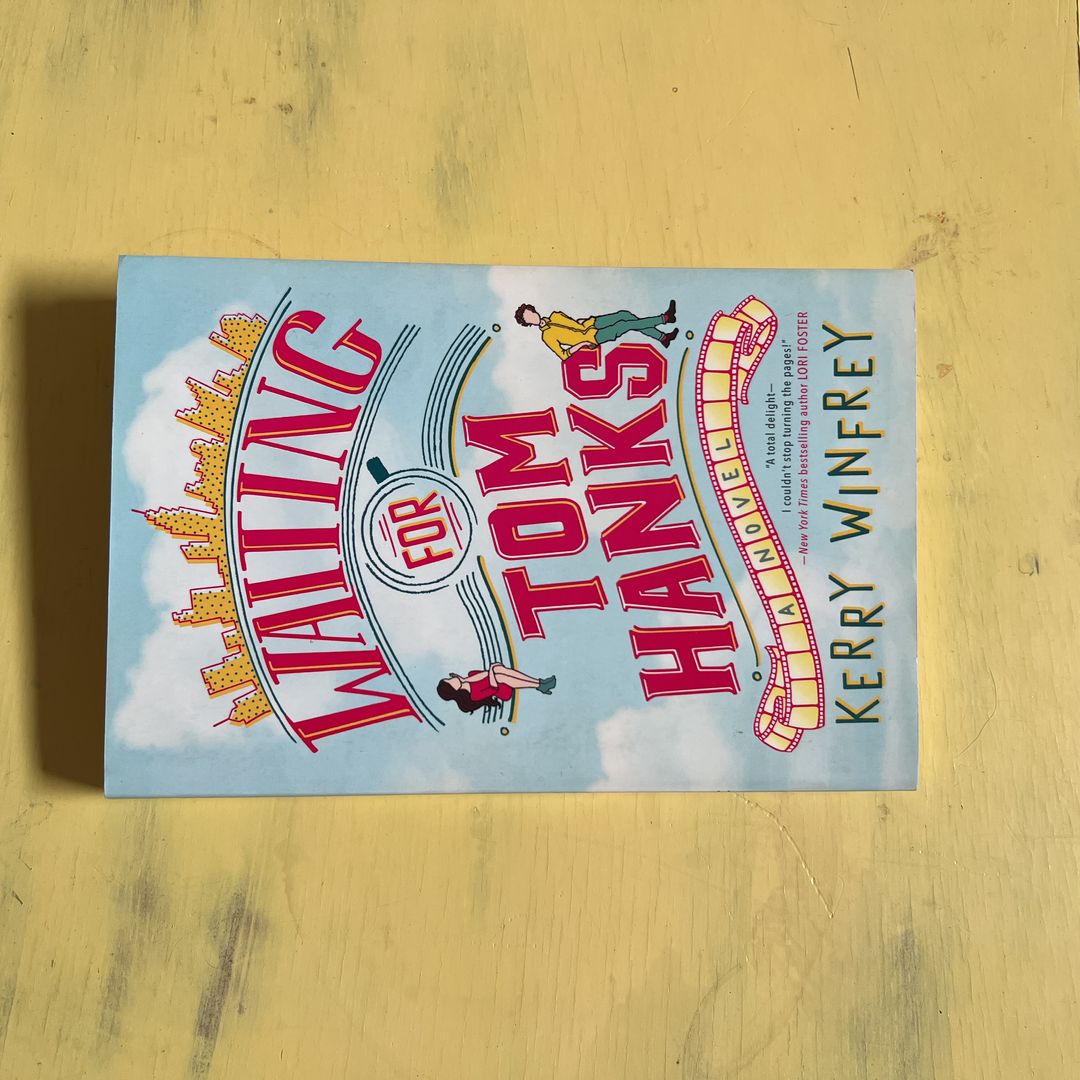 WAITING
FOR
TOM
HANKS
A NOVEL
"A total delight—
I couldn't stop turning the pages!"
—New York Times bestselling author LORI FOSTER
KERRY WINFREY